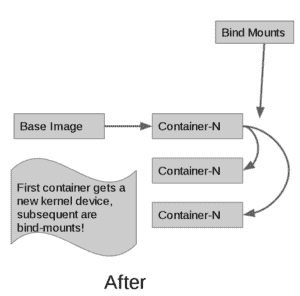 Bind Mounts
Base Image
Container-N
Container-N
Container-N
First container gets a
new kernel device,
subsequent are
bind-mounts!
After